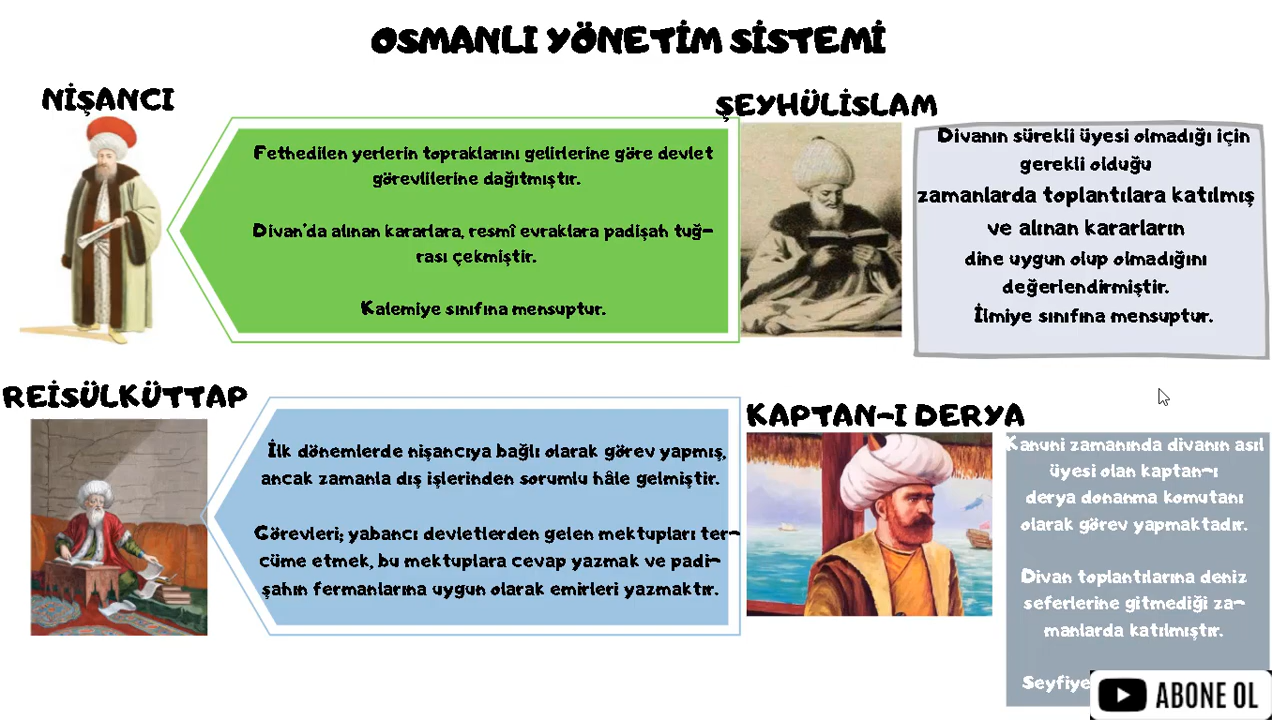 OSMANLI YÖNETİM SİSTEMİ
NİŞANCI
Fethedilen yerlerin topraklarını gelirlerine göre devlet
görevlilerine dağıtmıştır.
Divan'da alınan kararlara, resmî evraklara padişah tuğ-
rası çekmiştir.
Kalemiye sınıfına mensuptur.
ŞEYHÜLİSLAM
Divanın sürekli üyesi olmadığı için
gerekli olduğu
zamanlarda toplantılara katılmış
ve alınan kararların
dine uygun olup olmadığını
değerlendirmiştir.
İlmiye sınıfına mensuptur.
REİSÜLKÜTTAP
İlk dönemlerde nişancıya bağlı olarak görev yapmış,
ancak zamanla dış işlerinden sorumlu hâle gelmiştir.
Görevleri; yabancı devletlerden gelen mektupları ter-
cüme etmek, bu mektuplara cevap yazmak ve padi-
şahın fermanlarına uygun olarak emirleri yazmaktır.
KAPTAN-I DERYA
Kanuni zamanında divanın asıl
üyesi olan kaptan-ı
derya donanma komutanı
olarak görev yapmaktadır.
Divan toplantılarına deniz
seferlerine gitmediği za-
manlarda katılmıştır.
Seyfiye
ABONE OL